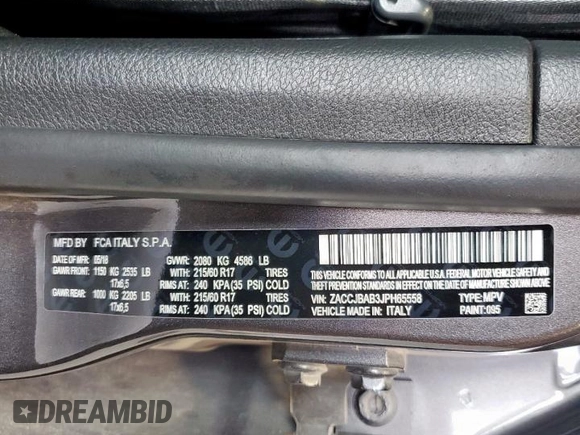 MFD BY FCA ITALY S.P.A.
DATE OF MFR: 05/18 GVWR: 2080 KG 4586 LB
GAWR FRONT: 1150 KG 2535 LB WITH: 215/60 R17 TIRES
17x6,5 RIMS AT: 240 KPA (35 PSI) COLD
GAWR REAR: 1000 KG 2205 LB WITH: 215/60 R17 TIRES
17x6,5 RIMS AT: 240 KPA (35 PSI) COLD
THIS VEHICLE CONFORMS TO ALL APPLICABLE U.S.A. FEDERAL MOTOR
VEHICLE SAFETY, BUMPER, AND THEFT PREVENTION STANDARDS IN EFFECT
ON THE DATE OF MANUFACTURE SHOWN ABOVE.
VIN: ZACCJBAB3JPH65558 TYPE: MPV
VEHICLE MADE IN: ITALY PAINT: 095
DREAMBID